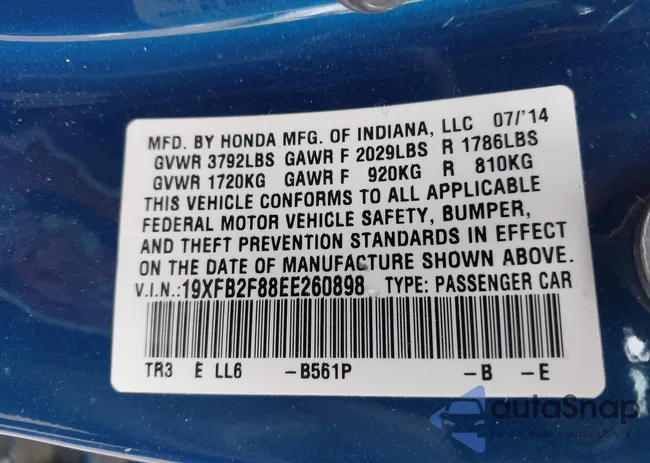 MFD. BY HONDA MFG. OF INDIANA, LLC 07/'14
GVWR 3792LBS GAWR F 2029LBS R 1786LBS
GVWR 1720KG GAWR F 920KG R 810KG
THIS VEHICLE CONFORMS TO ALL APPLICABLE
FEDERAL MOTOR VEHICLE SAFETY, BUMPER,
AND THEFT PREVENTION STANDARDS IN EFFECT
ON THE DATE OF MANUFACTURE SHOWN ABOVE.
V.I.N.:19XFB2F88EE260898 TYPE: PASSENGER CAR
TR3 E LL6 -B561P -B -E
autoSnap